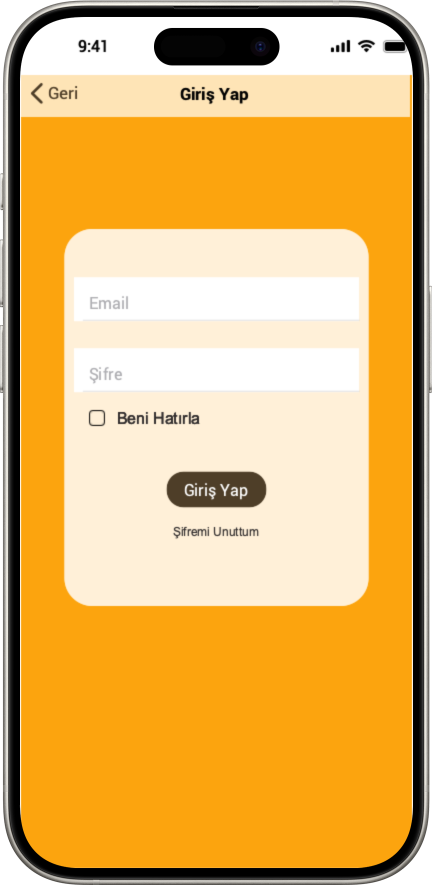 9:41
Geri
Giriş Yap
Email
Şifre
Beni Hatırla
Giriş Yap
Şifremi Unuttum